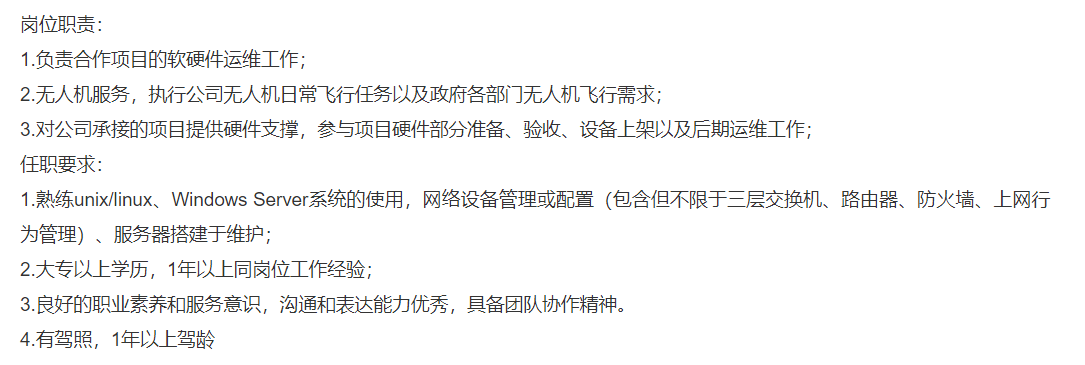 岗位职责：
1.负责合作项目的软硬件运维工作；
2.无人机服务，执行公司无人机日常飞行任务以及政府各部门无人机飞行需求；
3.对公司承接的项目提供硬件支撑，参与项目硬件部分准备、验收、设备上架以及后期运维工作；
任职要求：
1.熟练unix/linux、Windows Server系统的使用，网络设备管理或配置（包含但不限于三层交换机、路由器、防火墙、上网行
为管理）、服务器搭建于维护；
2.大专以上学历，1年以上同岗位工作经验；
3.良好的职业素养和服务意识，沟通和表达能力优秀，具备团队协作精神。
4.有驾照，1年以上驾龄